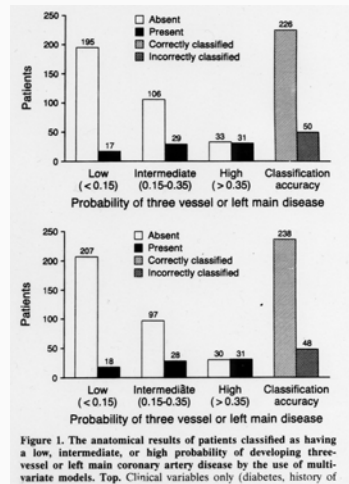 250
200
150
100
50
0
Patients
Absent
Present
Correctly classified
Incorrectly classified
195
17
106
29
33 31
226
50
Low Intermediate High Classification
(<0.15) (0.15-0.35) (>0.35) accuracy
Probability of three vessel or left main disease
250
200
150
100
50
0
Patients
Absent
Present
Correctly classified
Incorrectly classified
207
18
97
28
30 31
238
48
Low Intermediate High Classification
(<0.15) (0.15-0.35) (>0.35) accuracy
Probability of three vessel or left main disease
Figure 1. The anatomical results of patients classified as having
a low, intermediate, or high probability of developing three-
vessel or left main coronary artery disease by the use of multi-
variate models. Top. Clinical variables only (diabetes, history of